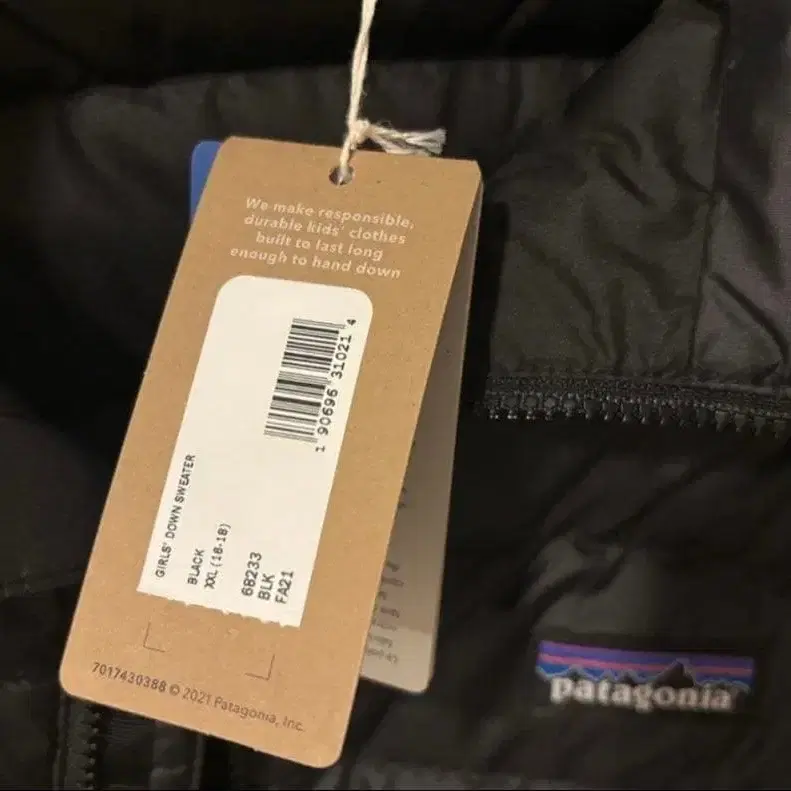 We make responsible,
durable kids' clothes
built to last long
enough to hand down
1 90696 31021 4
GIRLS' DOWN SWEATER
BLACK
XXL (16-18)
68233
BLK
FA21
7017430388 © 2021 Patagonia, Inc.
patagonia